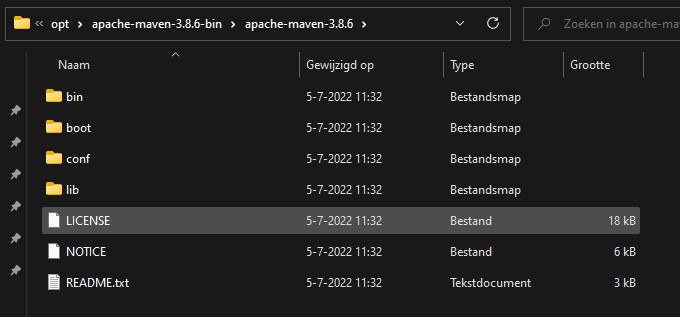 « opt › apache-maven-3.8.6-bin › apache-maven-3.8.6 › Zoeken in apache-ma
Naam Gewijzigd op Type Grootte
bin 5-7-2022 11:32 Bestandsmap
boot 5-7-2022 11:32 Bestandsmap
conf 5-7-2022 11:32 Bestandsmap
lib 5-7-2022 11:32 Bestandsmap
LICENSE 5-7-2022 11:32 Bestand 18 kB
NOTICE 5-7-2022 11:32 Bestand 6 kB
README.txt 5-7-2022 11:32 Tekstdocument 3 kB